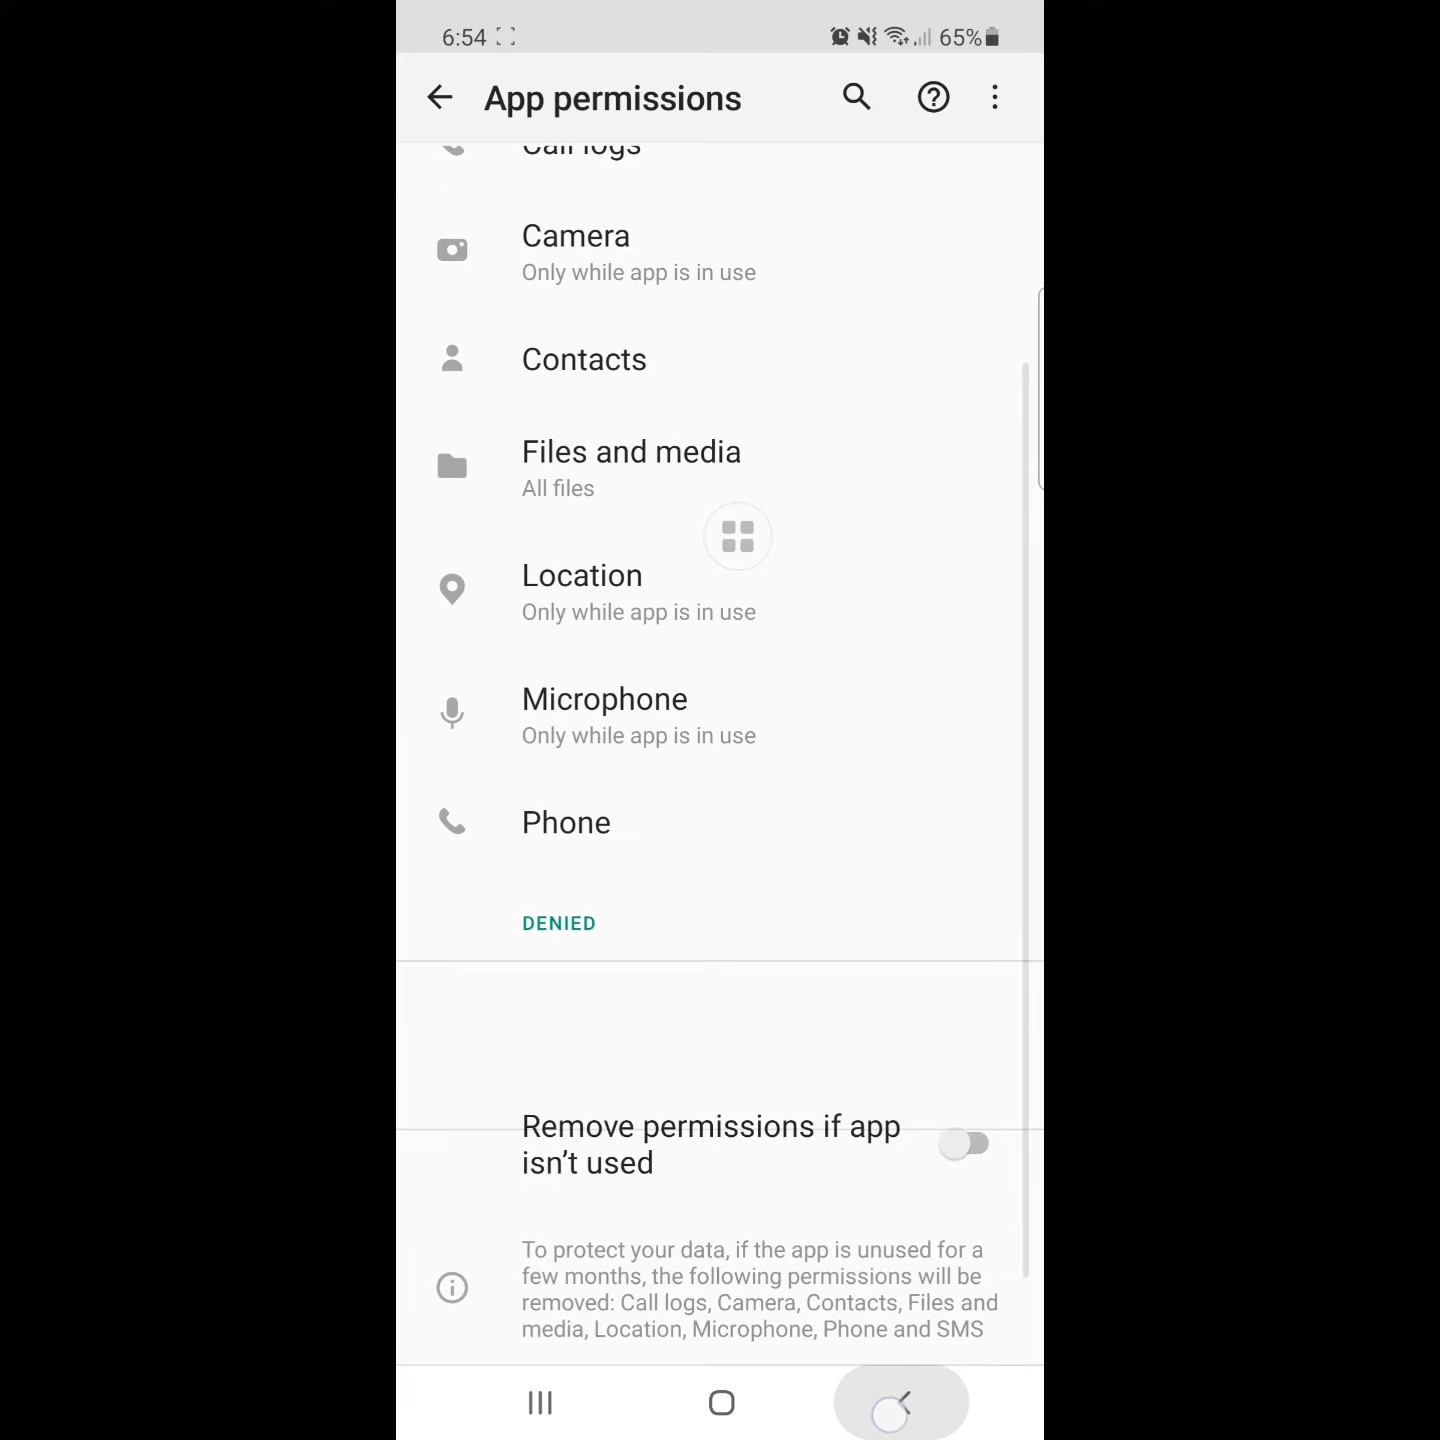 6:54
65%
App permissions
Call logs
Camera
Only while app is in use
Contacts
Files and media
All files
Location
Only while app is in use
Microphone
Only while app is in use
Phone
DENIED
Remove permissions if app
isn't used
To protect your data, if the app is unused for a
few months, the following permissions will be
removed: Call logs, Camera, Contacts, Files and
media, Location, Microphone, Phone and SMS